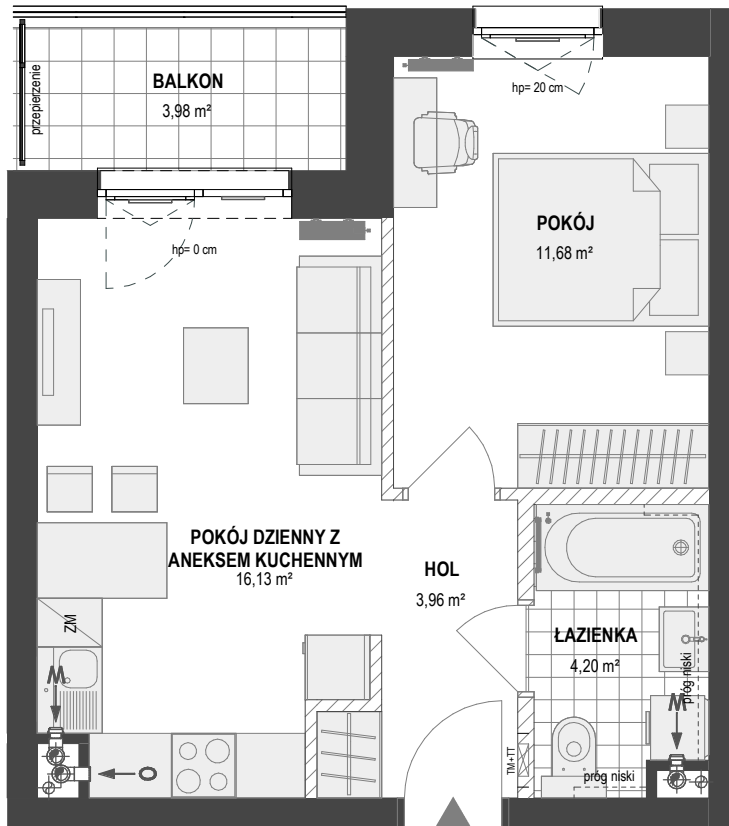 BALKON
3,98 m²
przepierzenie
hp= 20 cm
POKÓJ
11,68 m²
hp= 0 cm
POKÓJ DZIENNY Z
ANEKSEM KUCHENNYM
16,13 m²
HOL
3,96 m²
ŁAZIENKA
4,20 m²
próg niski
ZM
M
M
O
TM+TT
próg niski